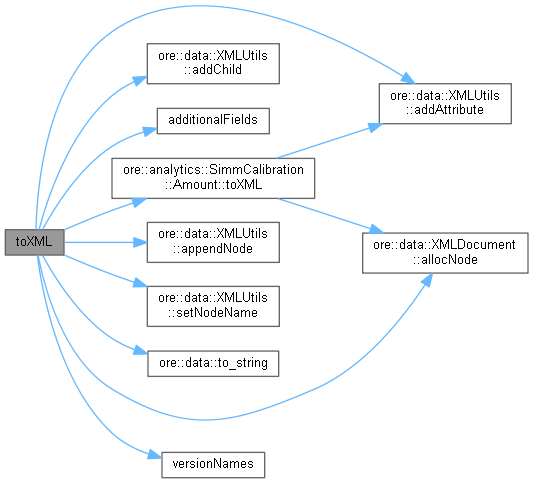 ore::data::XMLUtils
::addChild
ore::data::XMLUtils
::addAttribute
additionalFields
ore::analytics::SimmCalibration
::Amount::toXML
toXML
ore::data::XMLUtils
::appendNode
ore::data::XMLDocument
::allocNode
ore::data::XMLUtils
::setNodeName
ore::data::to_string
versionNames